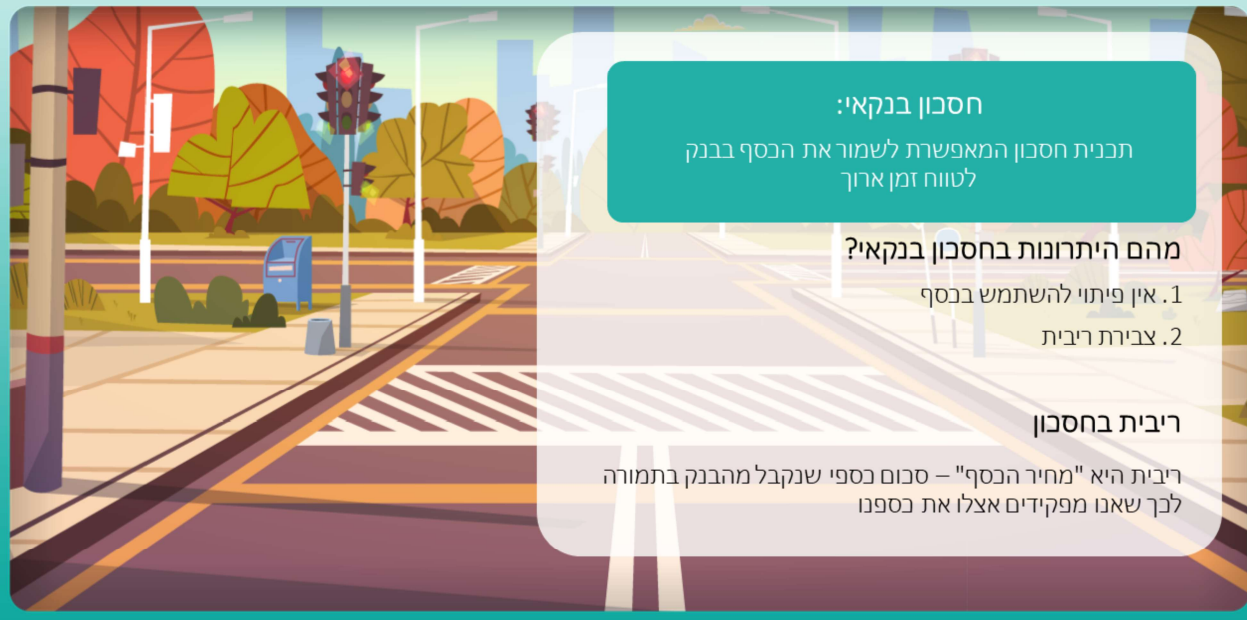 חסכון בנקאי:
תכנית חסכון המאפשרת לשמור את הכסף בבנק
לטווח זמן ארוך
מהם היתרונות בחסכון בנקאי?
1. אין פיתוי להשתמש בכסף
2. צבירת ריבית
ריבית בחסכון
ריבית היא "מחיר הכסף" – סכום כספי שנקבל מהבנק בתמורה
לכך שאנו מפקידים אצלו את כספנו